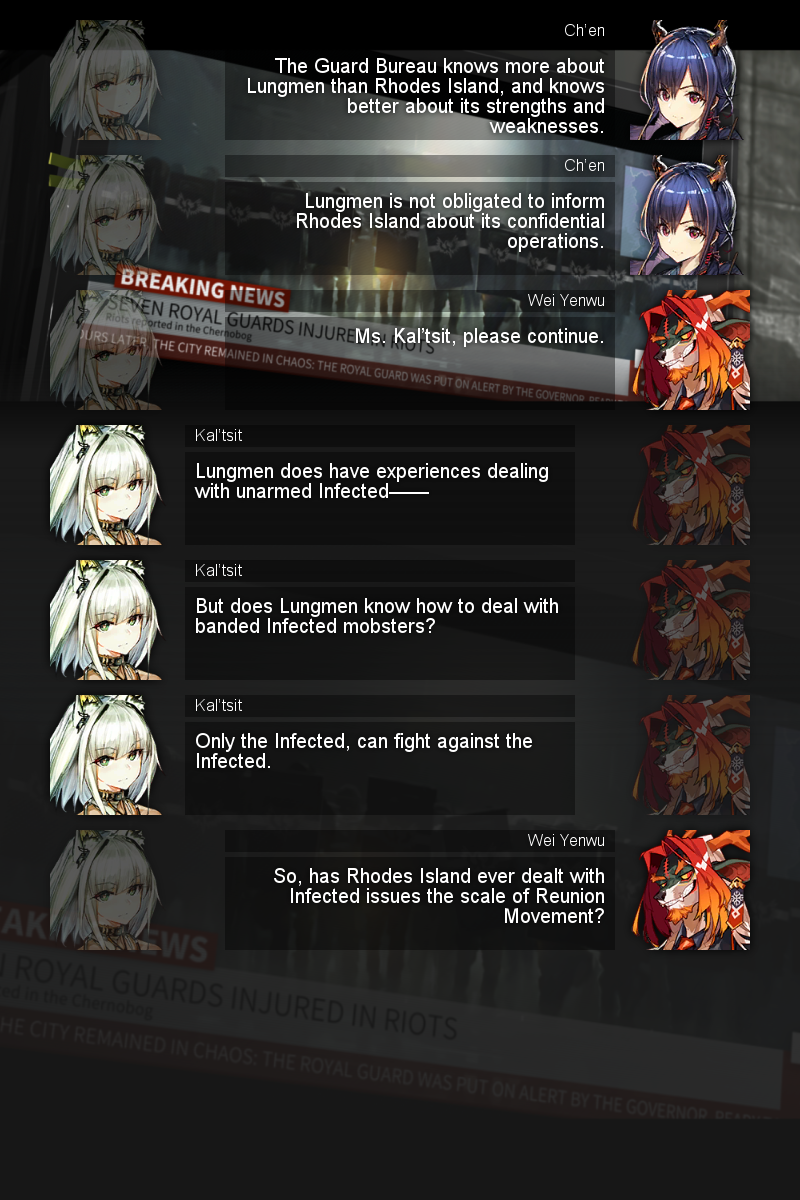 Ch'en
The Guard Bureau knows more about
Lungmen than Rhodes Island, and knows
better about its strengths and
weaknesses.
Ch'en
Lungmen is not obligated to inform
Rhodes Island about its confidential
operations.
BREAKING NEWS
SEVEN ROYAL GUARDS INJURED IN RIOTS
Riots reported in the Chernobog
URS LATER, THE CITY REMAINED IN CHAOS: THE ROYAL GUARD WAS PUT ON ALERT BY THE GOVERNOR,
Wei Yenwu
Ms. Kal'tsit, please continue.
Kal'tsit
Lungmen does have experiences dealing
with unarmed Infected——
Kal'tsit
But does Lungmen know how to deal with
banded Infected mobsters?
Kal'tsit
Only the Infected, can fight against the
Infected.
Wei Yenwu
So, has Rhodes Island ever dealt with
Infected issues the scale of Reunion
Movement?
AK
EWS
N ROYAL GUARDS INJURED IN RIOTS
ed in the Chernobog
HE CITY REMAINED IN CHAOS: THE ROYAL GUARD WAS PUT ON ALERT BY THE GOVERNOR,